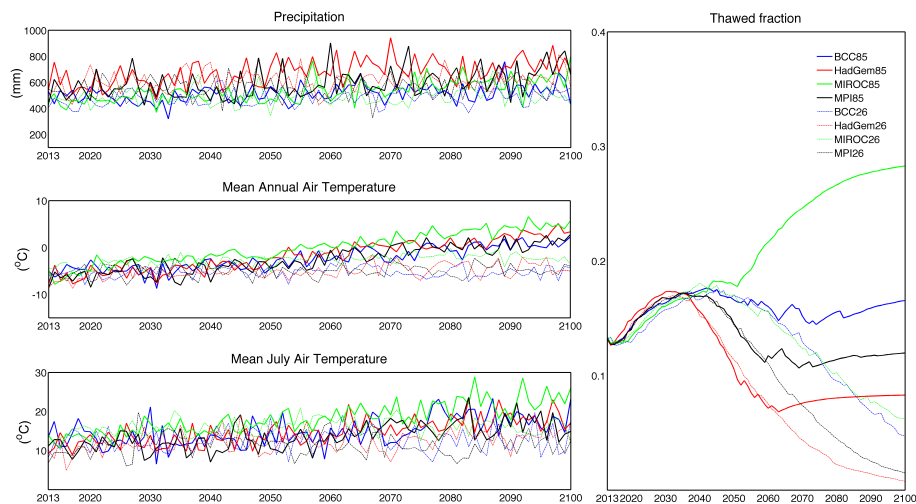 Precipitation
(mm)
1000
800
600
400
200
2013 2020 2030 2040 2050 2060 2070 2080 2090 2100
Mean Annual Air Temperature
(°C)
10
0
-10
2013 2020 2030 2040 2050 2060 2070 2080 2090 2100
Mean July Air Temperature
(°C)
30
20
10
2013 2020 2030 2040 2050 2060 2070 2080 2090 2100
Thawed fraction
0.4
0.3
0.2
0.1
BCC85
HadGem85
MIROC85
MPI85
BCC26
HadGem26
MIROC26
MPI26
2013 2020 2030 2040 2050 2060 2070 2080 2090 2100